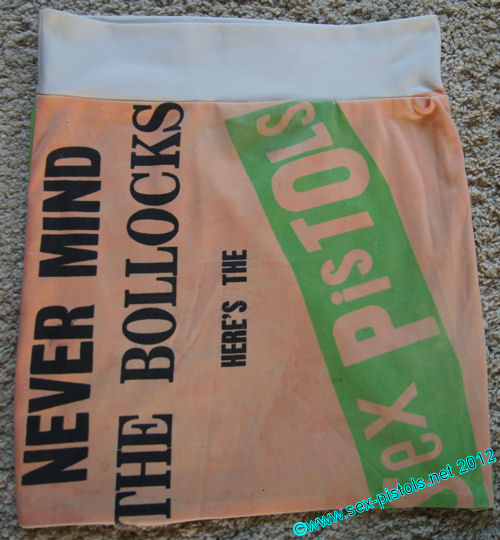 NEVER MIND
THE BOLLOCKS
HERE'S THE
sex PisTOLs
©www.sex-pistols.net 2012